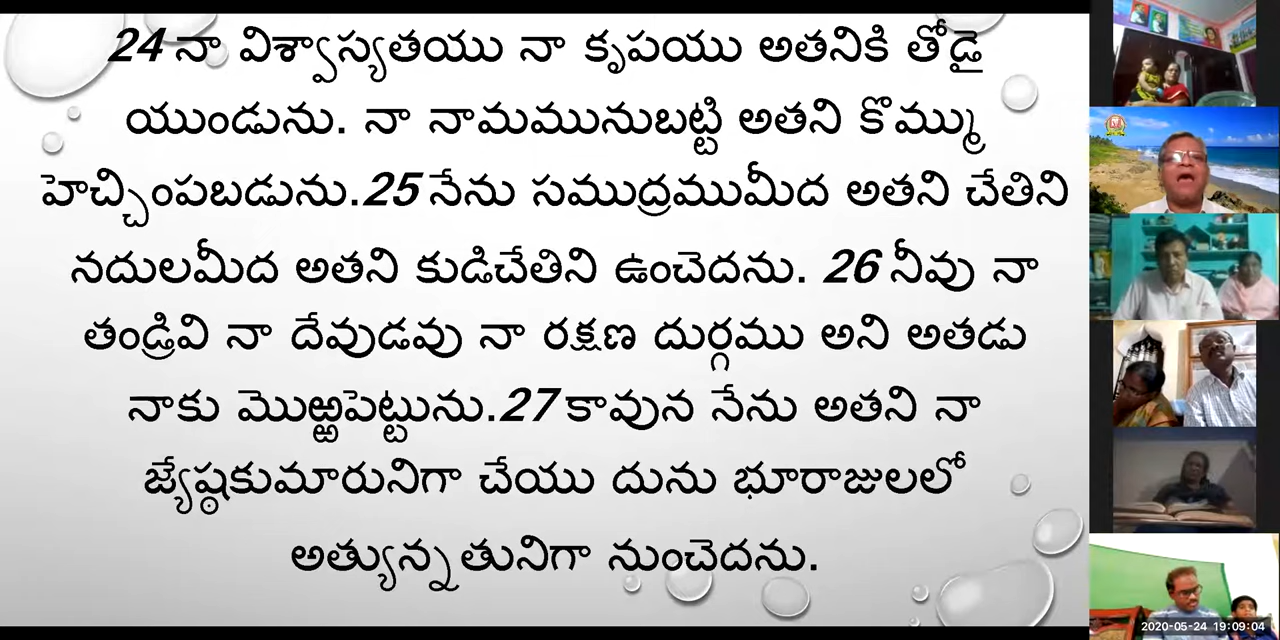 24 నా విశ్వాస్యతయు నా కృపయు అతనికి తోడై
యుండును. నా నామమునుబట్టి అతని కొమ్ము
హెచ్చింపబడును.25 నేను సముద్రముమీద అతని చేతిని
నదులమీద అతని కుడిచేతిని ఉంచెదను. 26 నీవు నా
తండ్రివి నా దేవుడవు నా రక్షణ దుర్గము అని అతడు
నాకు మొఱ్ఱపెట్టును.27 కావున నేను అతని నా
జ్యేష్ఠకుమారునిగా చేయు దును భూరాజులలో
అత్యున్నతునిగా నుంచెదను.
2020-05-24 19:09:04